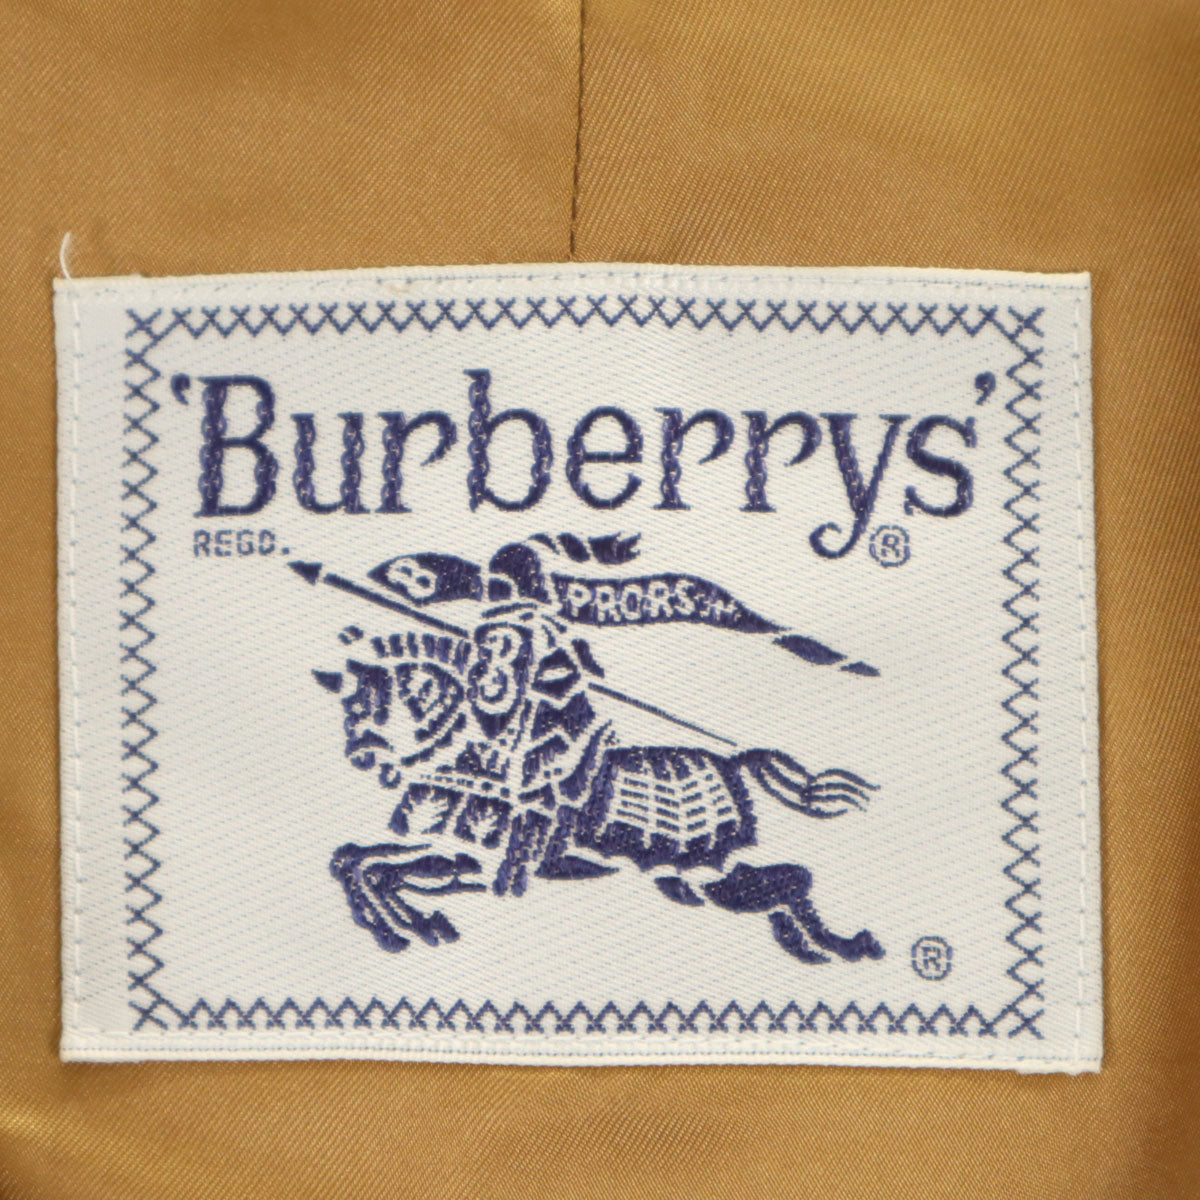 'Burberrys'
REGD. ®
B PRORSUM
B
®